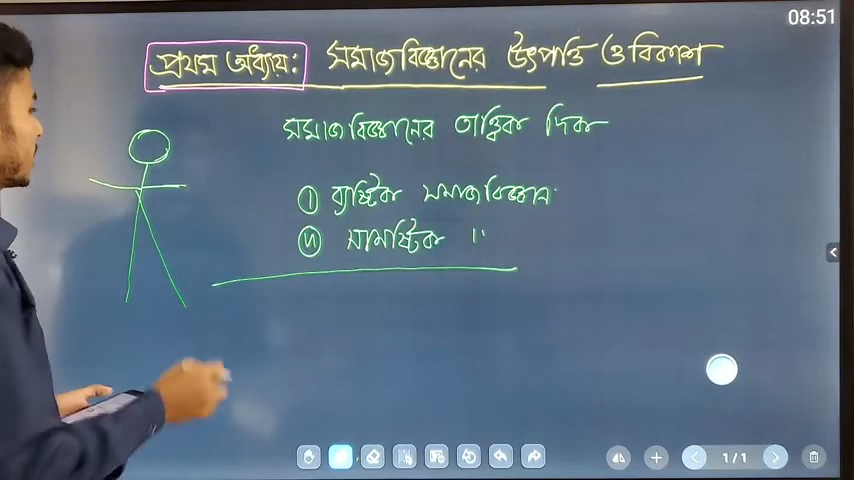 08:51
প্রথম অধ্যায়: সমাজবিজ্ঞানের উৎপত্তি ও বিকাশ
সমাজবিজ্ঞানের তাত্ত্বিক দিক
① ব্যষ্টিক সমাজবিজ্ঞান
② সামষ্টিক "
1/1